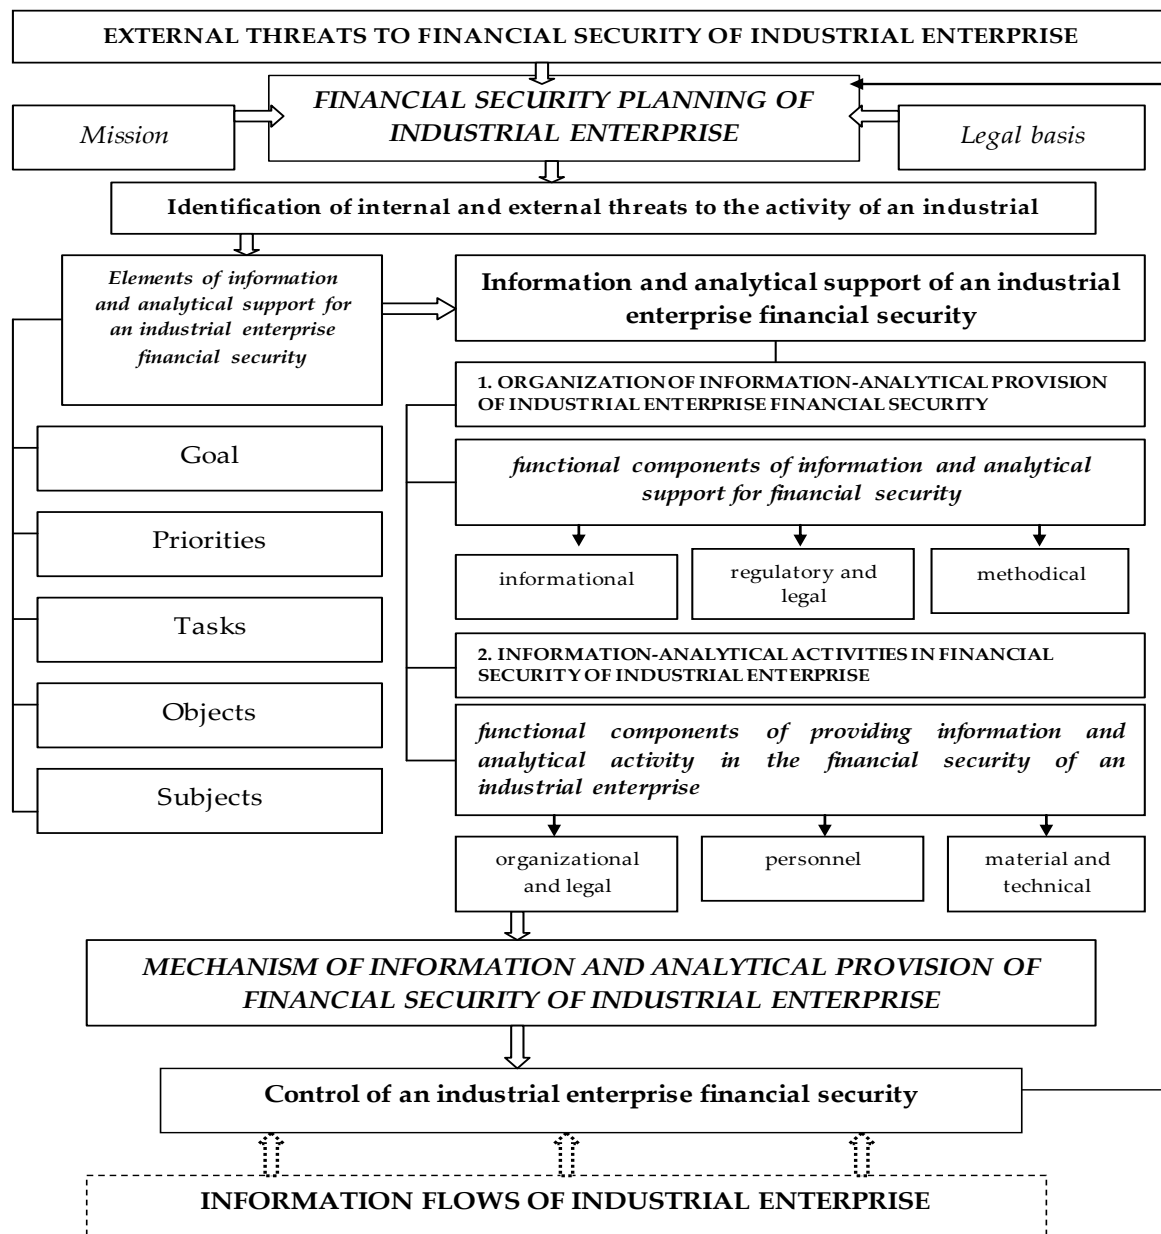 EXTERNAL THREATS TO FINANCIAL SECURITY OF INDUSTRIAL ENTERPRISE
FINANCIAL SECURITY PLANNING OF
INDUSTRIAL ENTERPRISE
Mission
Legal basis
Identification of internal and external threats to the activity of an industrial
Elements of information
and analytical support for
an industrial enterprise
financial security
Information and analytical support of an industrial
enterprise financial security
1. ORGANIZATION OF INFORMATION-ANALYTICAL PROVISION
OF INDUSTRIAL ENTERPRISE FINANCIAL SECURITY
Goal
functional components of information and analytical
support for financial security
Priorities
informational
regulatory and
legal
methodical
Tasks
2. INFORMATION-ANALYTICAL ACTIVITIES IN FINANCIAL
SECURITY OF INDUSTRIAL ENTERPRISE
Objects
functional components of providing information and
analytical activity in the financial security of an
industrial enterprise
Subjects
organizational
and legal
personnel
material and
technical
MECHANISM OF INFORMATION AND ANALYTICAL PROVISION OF
FINANCIAL SECURITY OF INDUSTRIAL ENTERPRISE
Control of an industrial enterprise financial security
INFORMATION FLOWS OF INDUSTRIAL ENTERPRISE